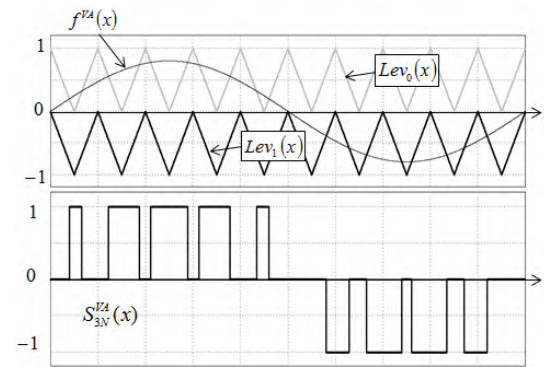 f^{VA}(x)
1
Lev_0(x)
0
Lev_1(x)
−1
1
0
S_{3N}^{VA}(x)
−1